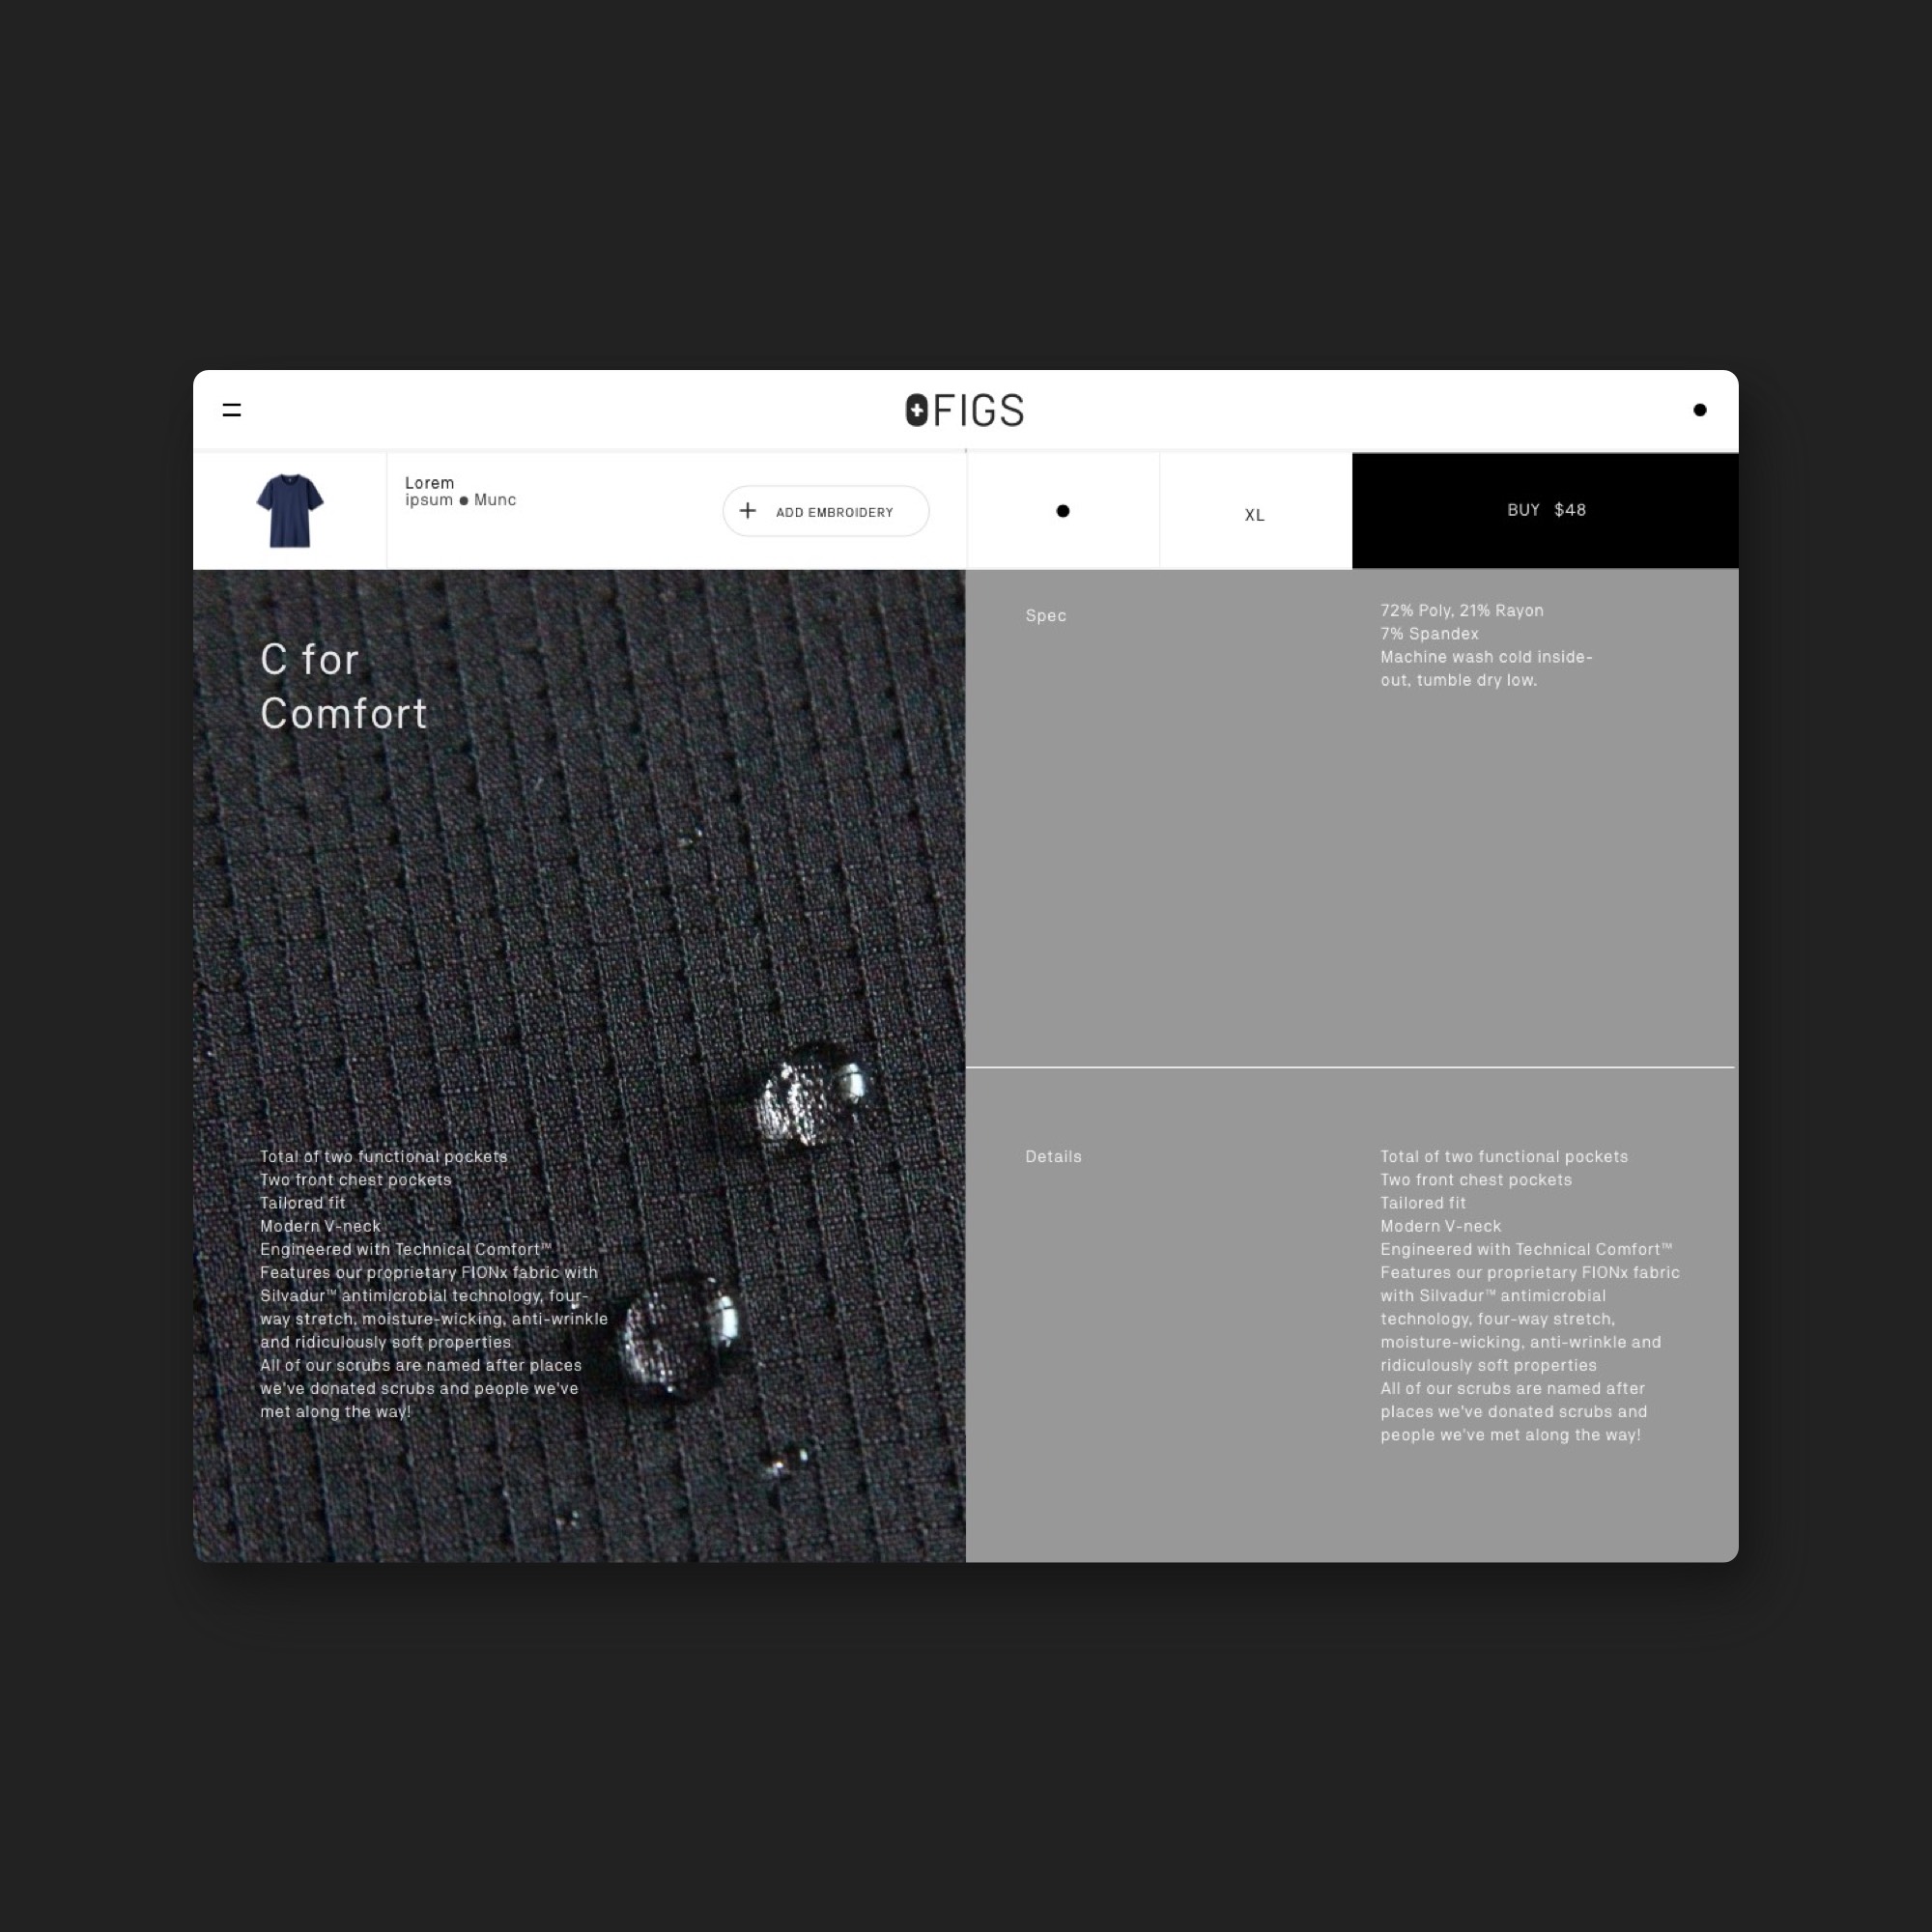 FIGS
Lorem
ipsum ● Munc
+ ADD EMBROIDERY
XL
BUY $48
C for
Comfort
Total of two functional pockets
Two front chest pockets
Tailored fit
Modern V-neck
Engineered with Technical Comfort™
Features our proprietary FIONx fabric with
Silvadur™ antimicrobial technology, four-
way stretch, moisture-wicking, anti-wrinkle
and ridiculously soft properties
All of our scrubs are named after places
we've donated scrubs and people we've
met along the way!
Spec
72% Poly, 21% Rayon
7% Spandex
Machine wash cold inside-
out, tumble dry low.
Details
Total of two functional pockets
Two front chest pockets
Tailored fit
Modern V-neck
Engineered with Technical Comfort™
Features our proprietary FIONx fabric
with Silvadur™ antimicrobial
technology, four-way stretch,
moisture-wicking, anti-wrinkle and
ridiculously soft properties
All of our scrubs are named after
places we've donated scrubs and
people we've met along the way!